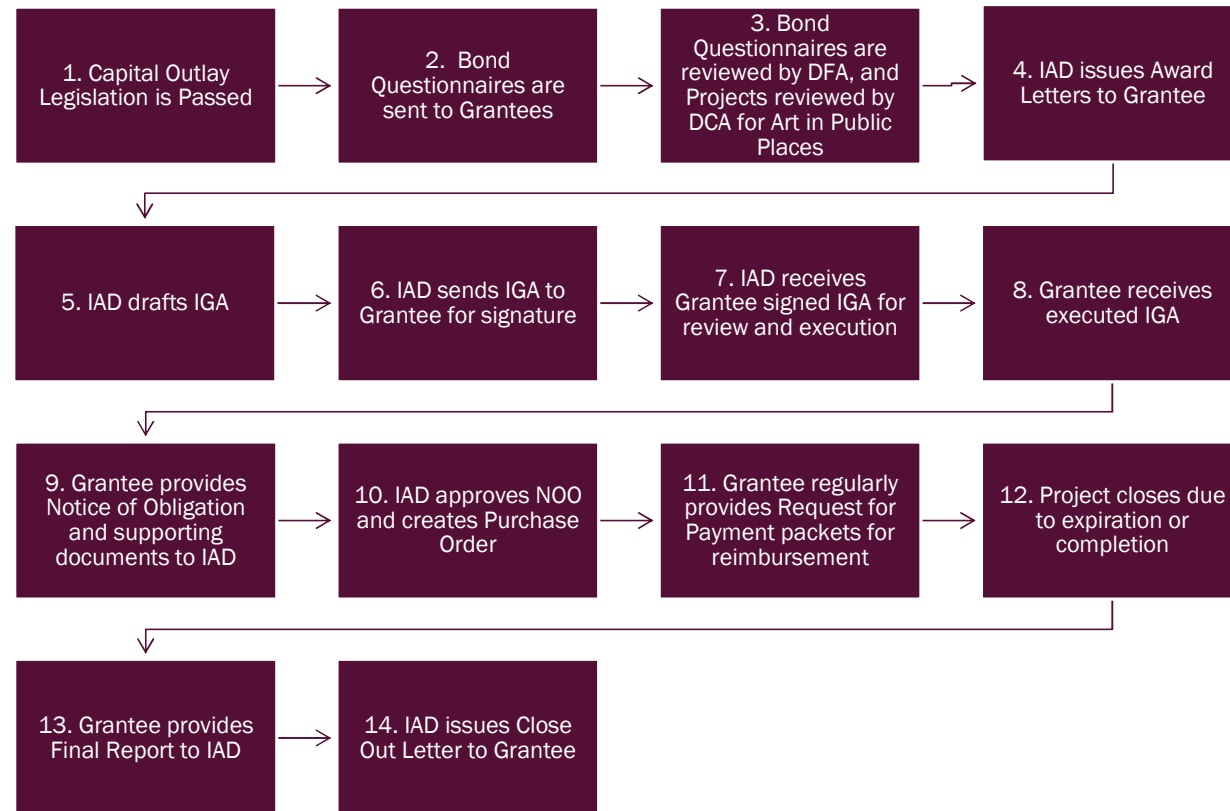 1. Capital Outlay
Legislation is Passed
2.  Bond
Questionnaires are
sent to Grantees
3. Bond
Questionnaires are
reviewed by DFA, and
Projects reviewed by
DCA for Art in Public
Places
4. IAD issues Award
Letters to Grantee
5. IAD drafts IGA
6. IAD sends IGA to
Grantee for signature
7. IAD receives
Grantee signed IGA for
review and execution
8. Grantee receives
executed IGA
9. Grantee provides
Notice of Obligation
and supporting
documents to IAD
10. IAD approves NOO
and creates Purchase
Order
11. Grantee regularly
provides Request for
Payment packets for
reimbursement
12. Project closes due
to expiration or
completion
13. Grantee provides
Final Report to IAD
14. IAD issues Close
Out Letter to Grantee